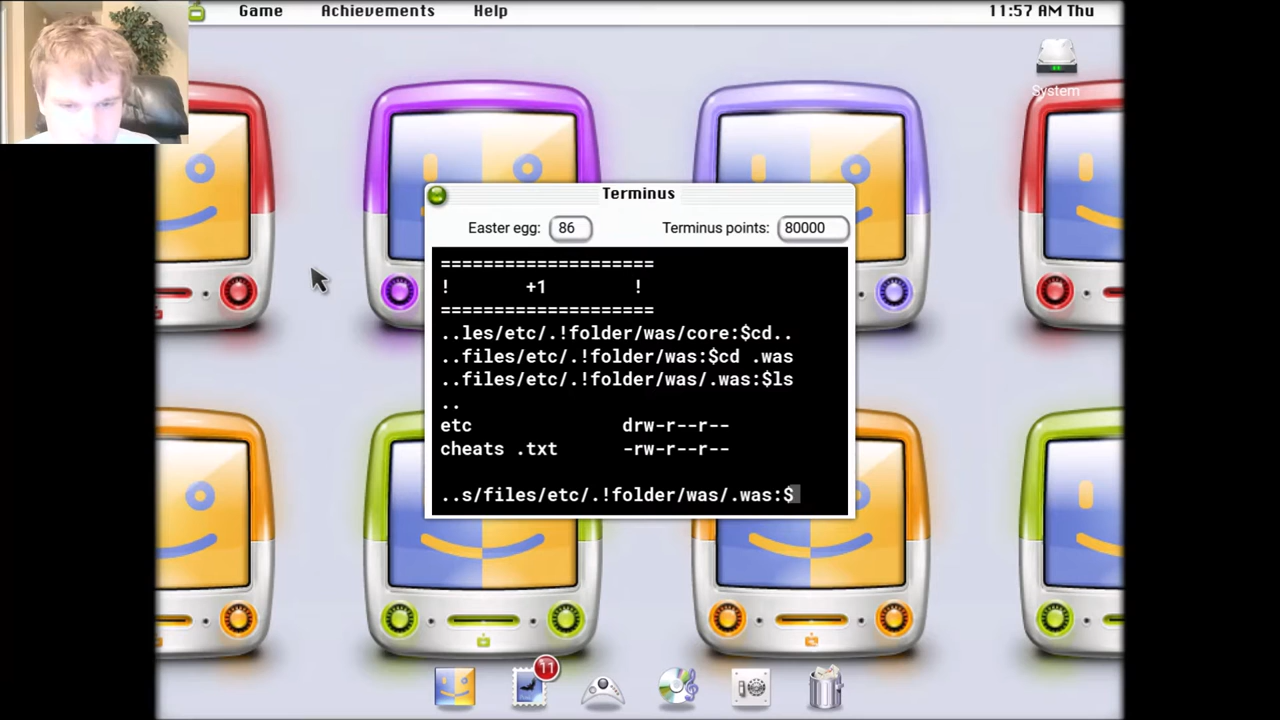 Game Achievements Help 11:57 AM Thu
System
Terminus
Easter egg: 86 Terminus points: 80000
====================
! +1 !
====================
..les/etc/.!folder/was/core:$cd..
..files/etc/.!folder/was:$cd .was
..files/etc/.!folder/was/.was:$ls
..
etc drw-r--r--
cheats .txt -rw-r--r--
..s/files/etc/.!folder/was/.was:$
11